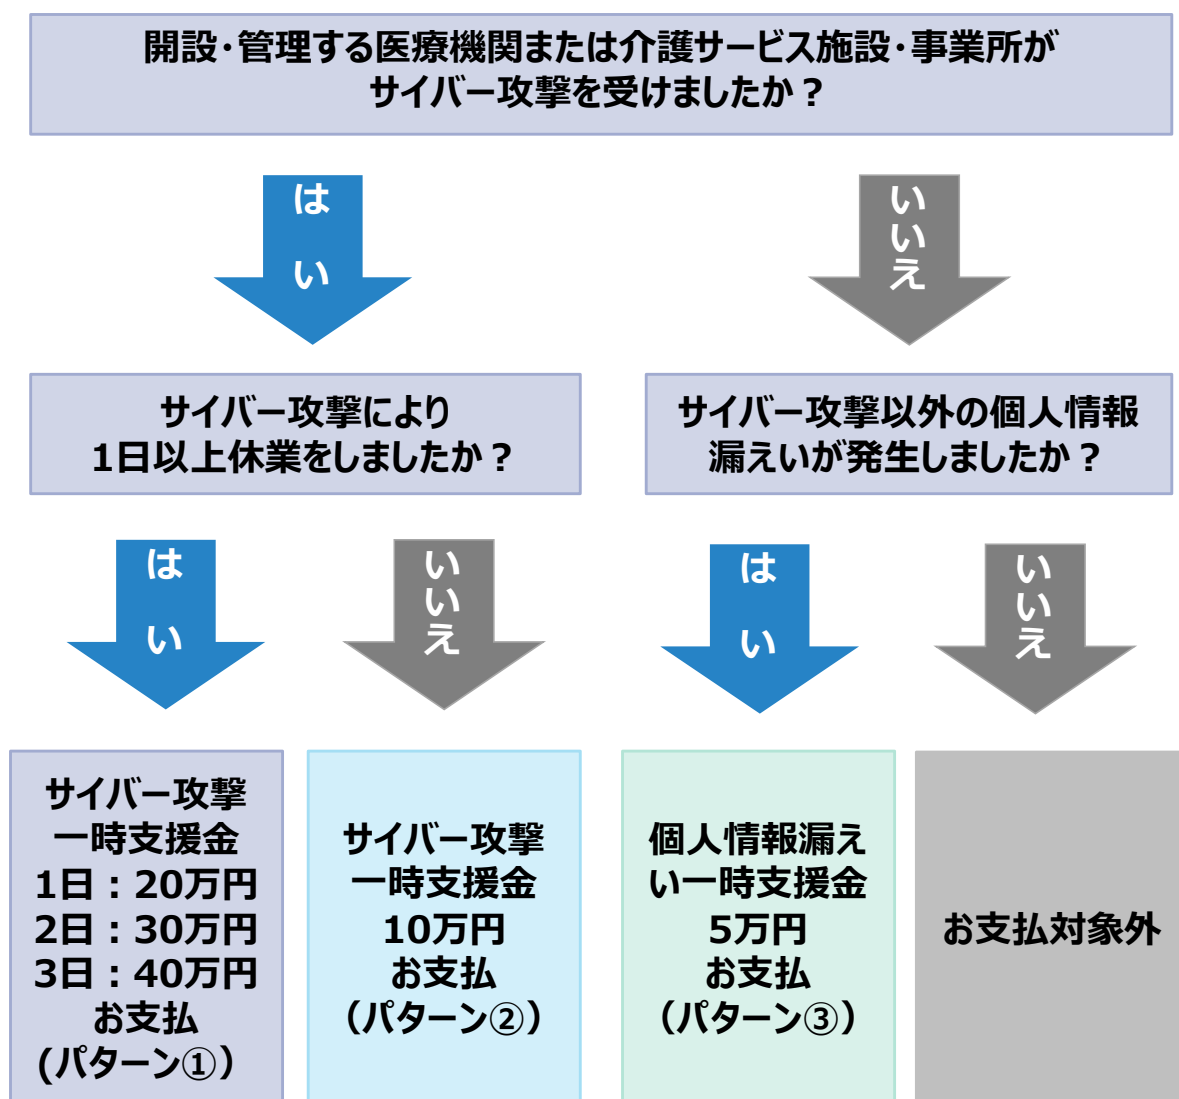 開設･管理する医療機関または介護サービス施設･事業所が
サイバー攻撃を受けましたか？
はい
いいえ
サイバー攻撃により
1日以上休業をしましたか？
サイバー攻撃以外の個人情報
漏えいが発生しましたか？
はい
いいえ
はい
いいえ
サイバー攻撃
一時支援金
1日：20万円
2日：30万円
3日：40万円
お支払
(パターン①）
サイバー攻撃
一時支援金
10万円
お支払
（パターン②）
個人情報漏え
い一時支援金
5万円
お支払
（パターン③）
お支払対象外